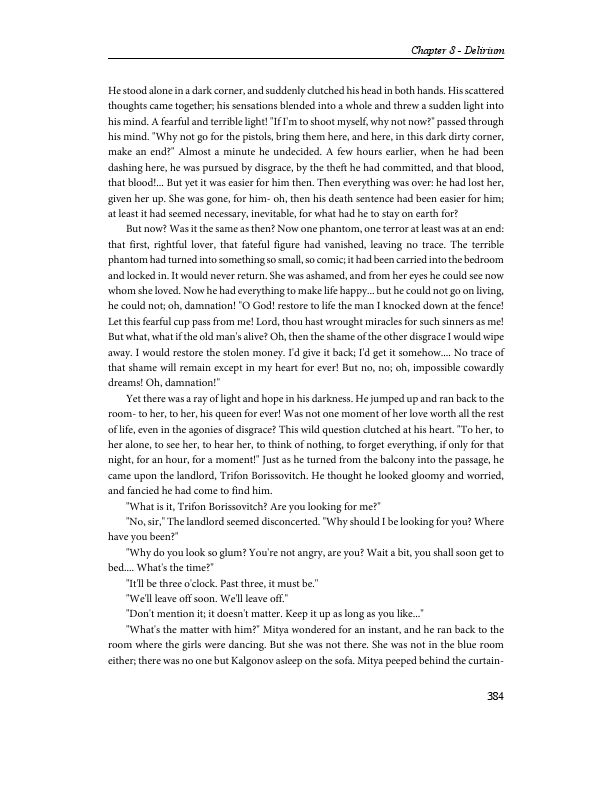 Chapter 8 - Delirium
He stood alone in a dark corner, and suddenly clutched his head in both hands. His scattered
thoughts came together; his sensations blended into a whole and threw a sudden light into
his mind. A fearful and terrible light! "If I'm to shoot myself, why not now?" passed through
his mind. "Why not go for the pistols, bring them here, and here, in this dark dirty corner,
make an end?" Almost a minute he undecided. A few hours earlier, when he had been
dashing here, he was pursued by disgrace, by the theft he had committed, and that blood,
that blood!... But yet it was easier for him then. Then everything was over: he had lost her,
given her up. She was gone, for him- oh, then his death sentence had been easier for him;
at least it had seemed necessary, inevitable, for what had he to stay on earth for?
But now? Was it the same as then? Now one phantom, one terror at least was at an end:
that first, rightful lover, that fateful figure had vanished, leaving no trace. The terrible
phantom had turned into something so small, so comic; it had been carried into the bedroom
and locked in. It would never return. She was ashamed, and from her eyes he could see now
whom she loved. Now he had everything to make life happy... but he could not go on living,
he could not; oh, damnation! "O God! restore to life the man I knocked down at the fence!
Let this fearful cup pass from me! Lord, thou hast wrought miracles for such sinners as me!
But what, what if the old man's alive? Oh, then the shame of the other disgrace I would wipe
away. I would restore the stolen money. I'd give it back; I'd get it somehow.... No trace of
that shame will remain except in my heart for ever! But no, no; oh, impossible cowardly
dreams! Oh, damnation!"
Yet there was a ray of light and hope in his darkness. He jumped up and ran back to the
room- to her, to her, his queen for ever! Was not one moment of her love worth all the rest
of life, even in the agonies of disgrace? This wild question clutched at his heart. "To her, to
her alone, to see her, to hear her, to think of nothing, to forget everything, if only for that
night, for an hour, for a moment!" Just as he turned from the balcony into the passage, he
came upon the landlord, Trifon Borissovitch. He thought he looked gloomy and worried,
and fancied he had come to find him.
"What is it, Trifon Borissovitch? Are you looking for me?"
"No, sir," The landlord seemed disconcerted. "Why should I be looking for you? Where
have you been?"
"Why do you look so glum? You're not angry, are you? Wait a bit, you shall soon get to
bed.... What's the time?"
"It'll be three o'clock. Past three, it must be."
"We'll leave off soon. We'll leave off."
"Don't mention it; it doesn't matter. Keep it up as long as you like..."
"What's the matter with him?" Mitya wondered for an instant, and he ran back to the
room where the girls were dancing. But she was not there. She was not in the blue room
either; there was no one but Kalgonov asleep on the sofa. Mitya peeped behind the curtain-
384